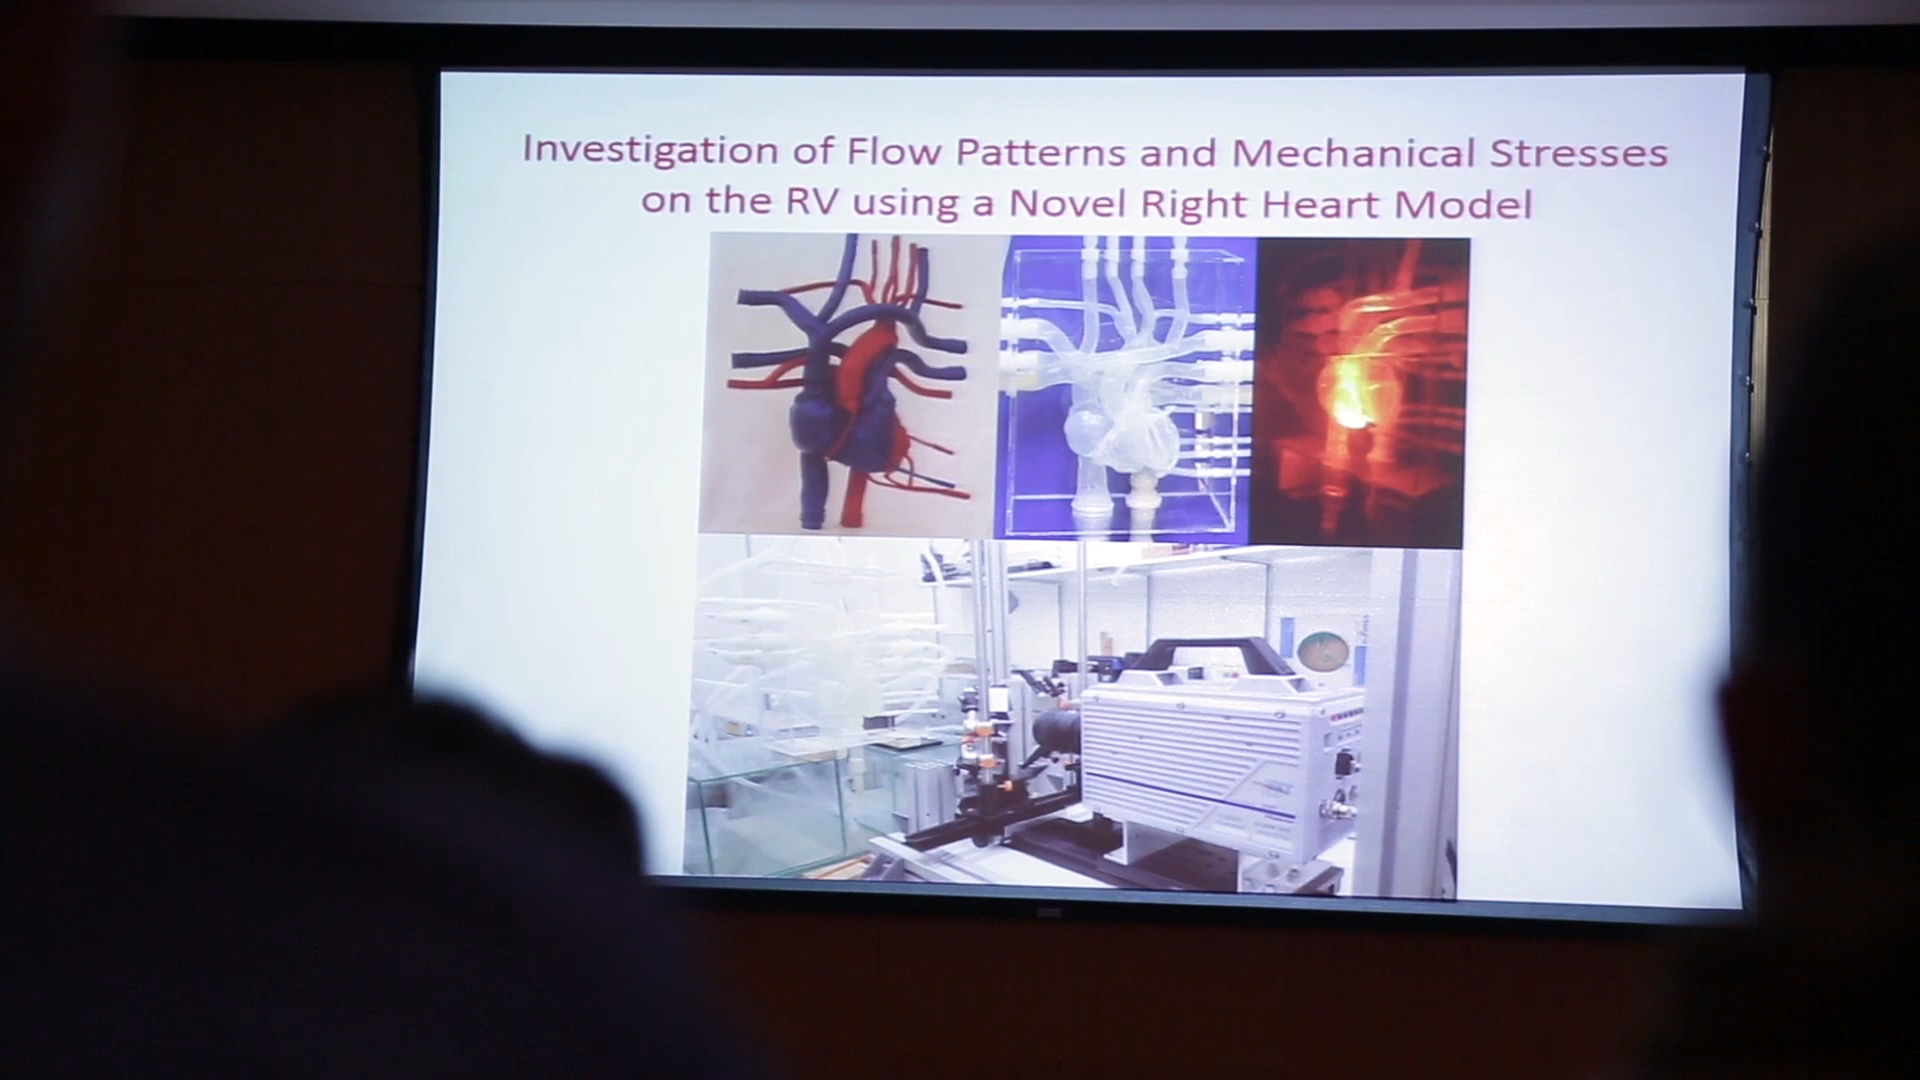 Investigation of Flow Patterns and Mechanical Stresses
on the RV using a Novel Right Heart Model